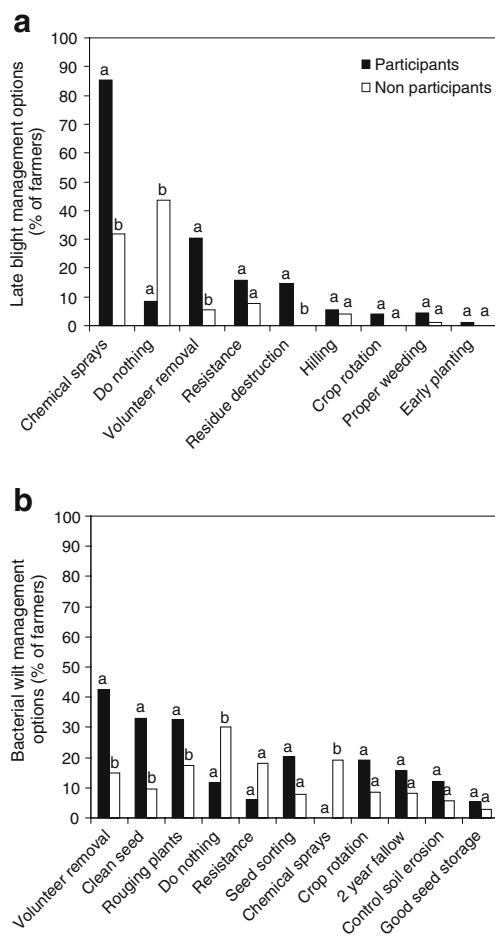 a
Late blight management options
(% of farmers)
100
90
80
70
60
50
40
30
20
10
0
Participants
Non participants
a
b
a
b
a
b
a
a
a
b
a
a
a
a
a
a
a
a
Chemical sprays
Do nothing
Volunteer removal
Resistance
Residue destruction
Hilling
Crop rotation
Proper weeding
Early planting
b
Bacterial wilt management
options (% of farmers)
100
90
80
70
60
50
40
30
20
10
0
a
b
a
b
a
b
a
b
a
a
a
a
a
b
a
a
a
a
a
a
a
a
Volunteer removal
Clean seed
Rouging plants
Do nothing
Resistance
Seed sorting
Chemical sprays
Crop rotation
2 year fallow
Control soil erosion
Good seed storage